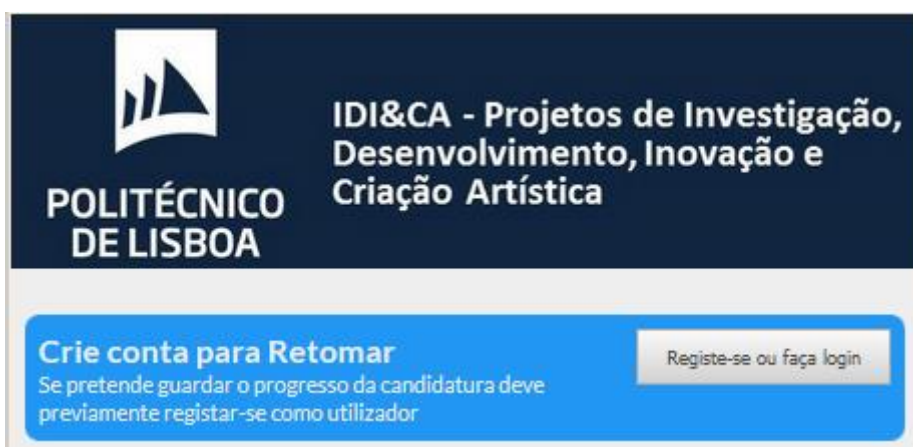 POLITÉCNICO
DE LISBOA
IDI&CA - Projetos de Investigação,
Desenvolvimento, Inovação e
Criação Artística
Crie conta para Retomar
Se pretende guardar o progresso da candidatura deve
previamente registar-se como utilizador
Registe-se ou faça login